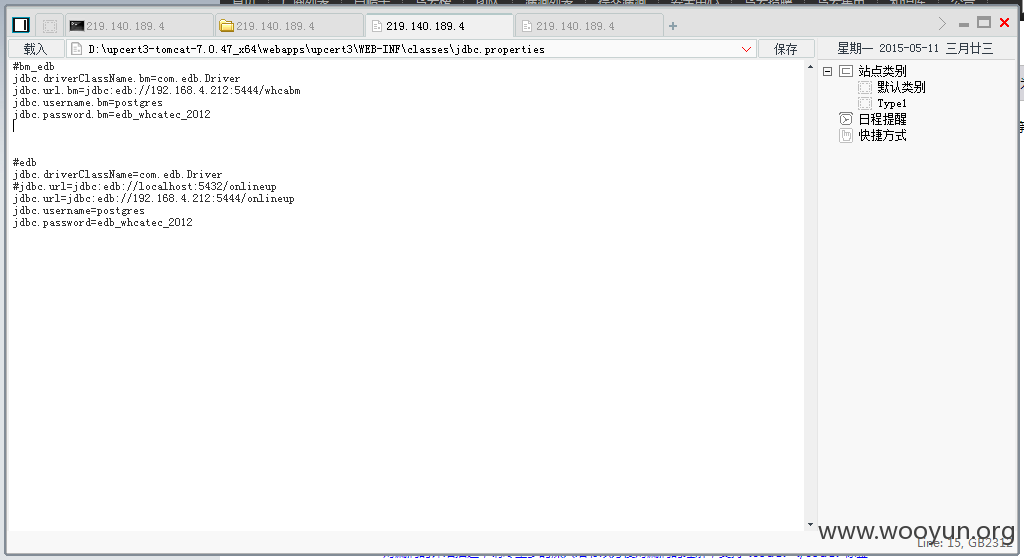 219.140.189.4
219.140.189.4
219.140.189.4
219.140.189.4
载入
D:\upcert3-tomcat-7.0.47_x64\webapps\upcert3\WEB-INF\classes\jdbc.properties
保存
星期一 2015-05-11 三月廿三
#bm_edb
jdbc.driverClassName.bm=com.edb.Driver
jdbc.url.bm=jdbc:edb://192.168.4.212:5444/whcabm
jdbc.username.bm=postgres
jdbc.password.bm=edb_whcatec_2012
#edb
jdbc.driverClassName=com.edb.Driver
#jdbc.url=jdbc:edb://localhost:5432/onlineup
jdbc.url=jdbc:edb://192.168.4.212:5444/onlineup
jdbc.username=postgres
jdbc.password=edb_whcatec_2012
站点类别
默认类别
Type1
日程提醒
快捷方式
www.wooyun.org
Line: 15, GB2312